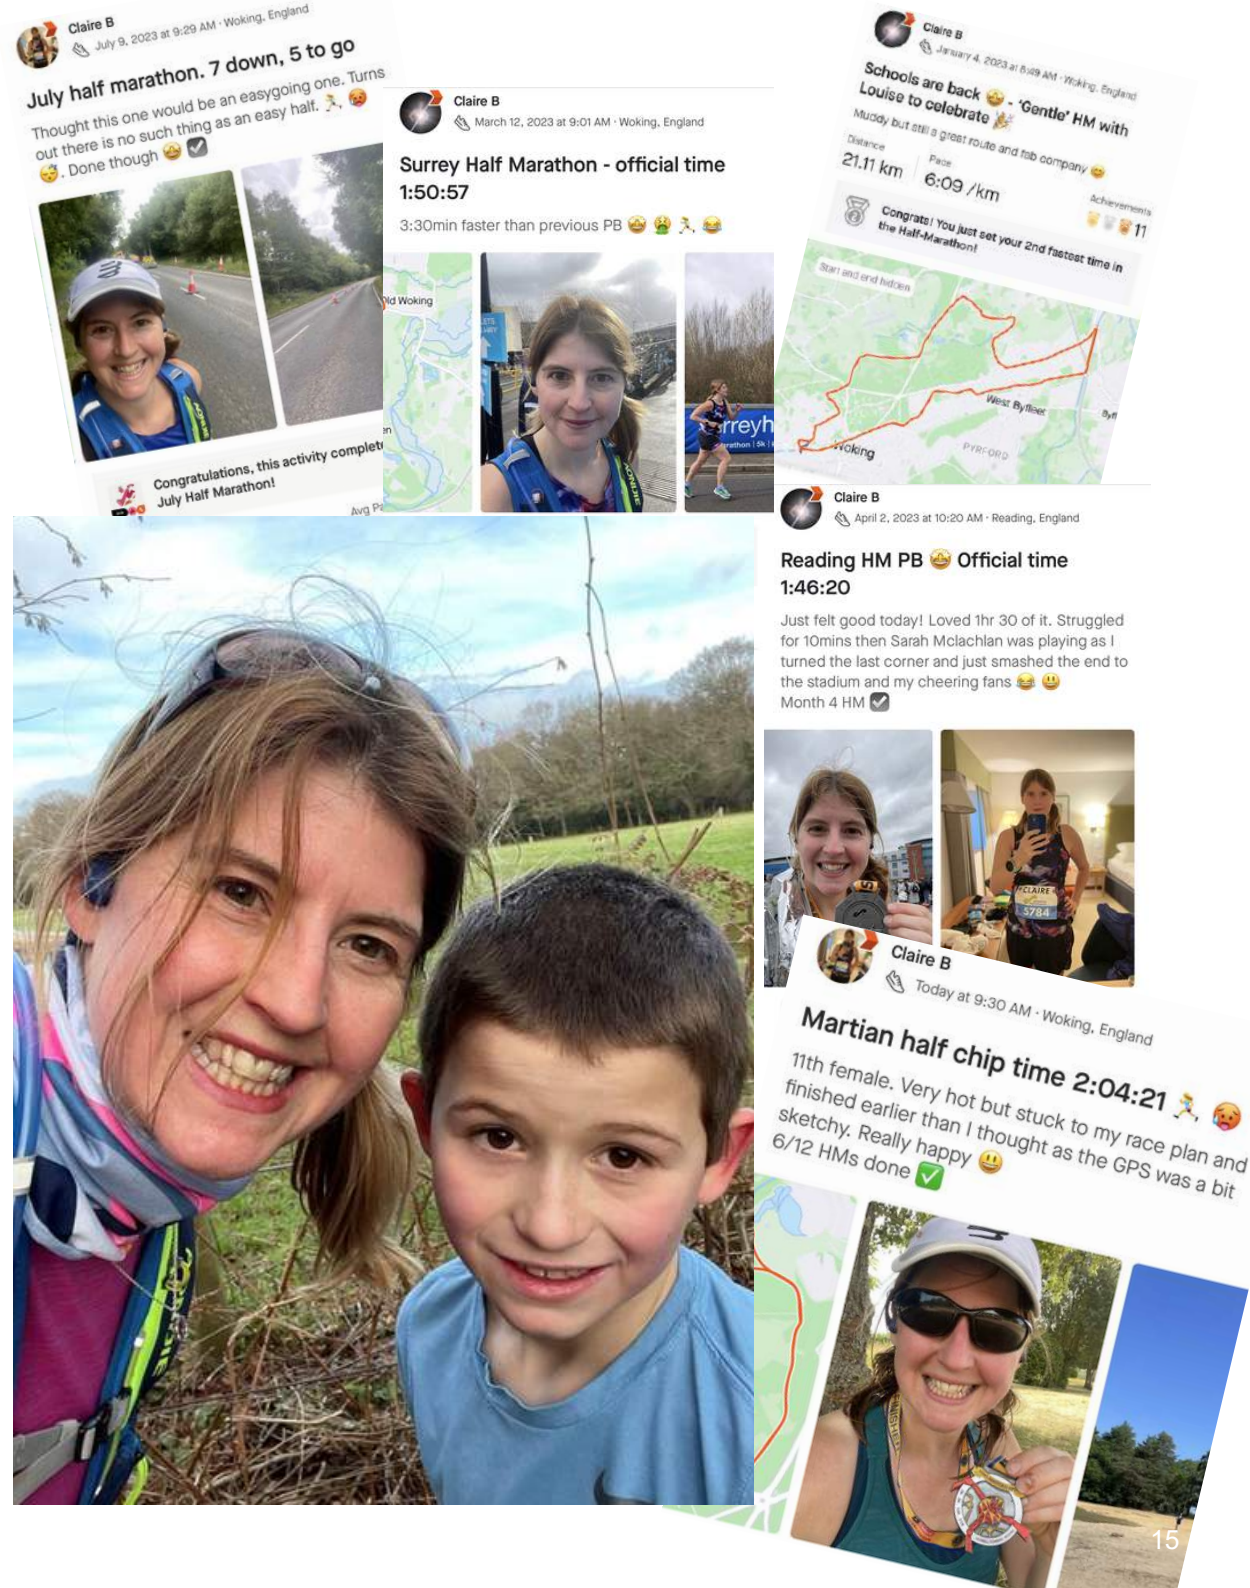 Claire B
July 9, 2023 at 9:29 AM · Woking, England
July half marathon. 7 down, 5 to go
Thought this one would be an easygoing one. Turns
out there is no such thing as an easy half. 🏃 🥵
😴. Done though 🤩 ☑️
Congratulations, this activity complet
July Half Marathon!
Avg Pa
Claire B
March 12, 2023 at 9:01 AM · Woking, England
Surrey Half Marathon - official time
1:50:57
3:30min faster than previous PB 🤩 🤮 🏃 😂
Old Woking
en
rreyh
arathon | 5k |
NONDIE
Claire B
January 4, 2023 at 8:49 AM · Woking, England
Schools are back 🤩 - 'Gentle' HM with
Louise to celebrate 🎉
Muddy but still a great route and fab company 😊
Distance
21.11 km
Pace
6:09 /km
Achievements
11
Congrats! You just set your 2nd fastest time in
the Half-Marathon!
Start and end hidden
West Byfleet
Byfl
Woking
PYRFORD
Claire B
April 2, 2023 at 10:20 AM · Reading, England
Reading HM PB 🤩 Official time
1:46:20
Just felt good today! Loved 1hr 30 of it. Struggled
for 10mins then Sarah Mclachlan was playing as I
turned the last corner and just smashed the end to
the stadium and my cheering fans 😂 😃
Month 4 HM ☑️
CLAIRE
5784
Claire B
Today at 9:30 AM · Woking, England
Martian half chip time 2:04:21 🏃 🥵
11th female. Very hot but stuck to my race plan and
finished earlier than I thought as the GPS was a bit
sketchy. Really happy 😃
6/12 HMs done ✅
15